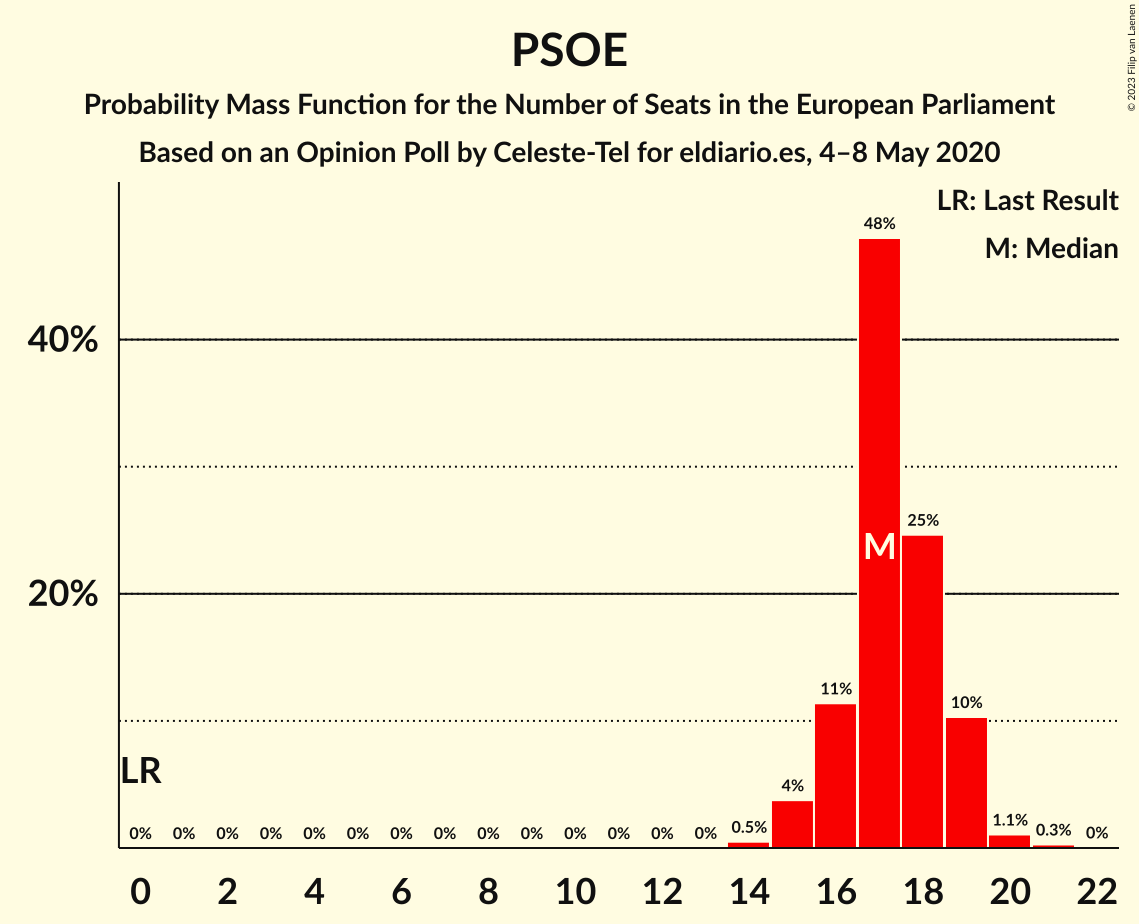 PSOE
Probability Mass Function for the Number of Seats in the European Parliament
Based on an Opinion Poll by Celeste-Tel for eldiario.es, 4–8 May 2020
© 2023 Filip van Laenen
LR: Last Result
M: Median
48%
40%
M
25%
20%
11%
10%
LR
4%
0% 0% 0% 0% 0% 0% 0% 0% 0% 0% 0% 0% 0% 0% 0.5% 1.1% 0.3% 0%
0 2 4 6 8 10 12 14 16 18 20 22